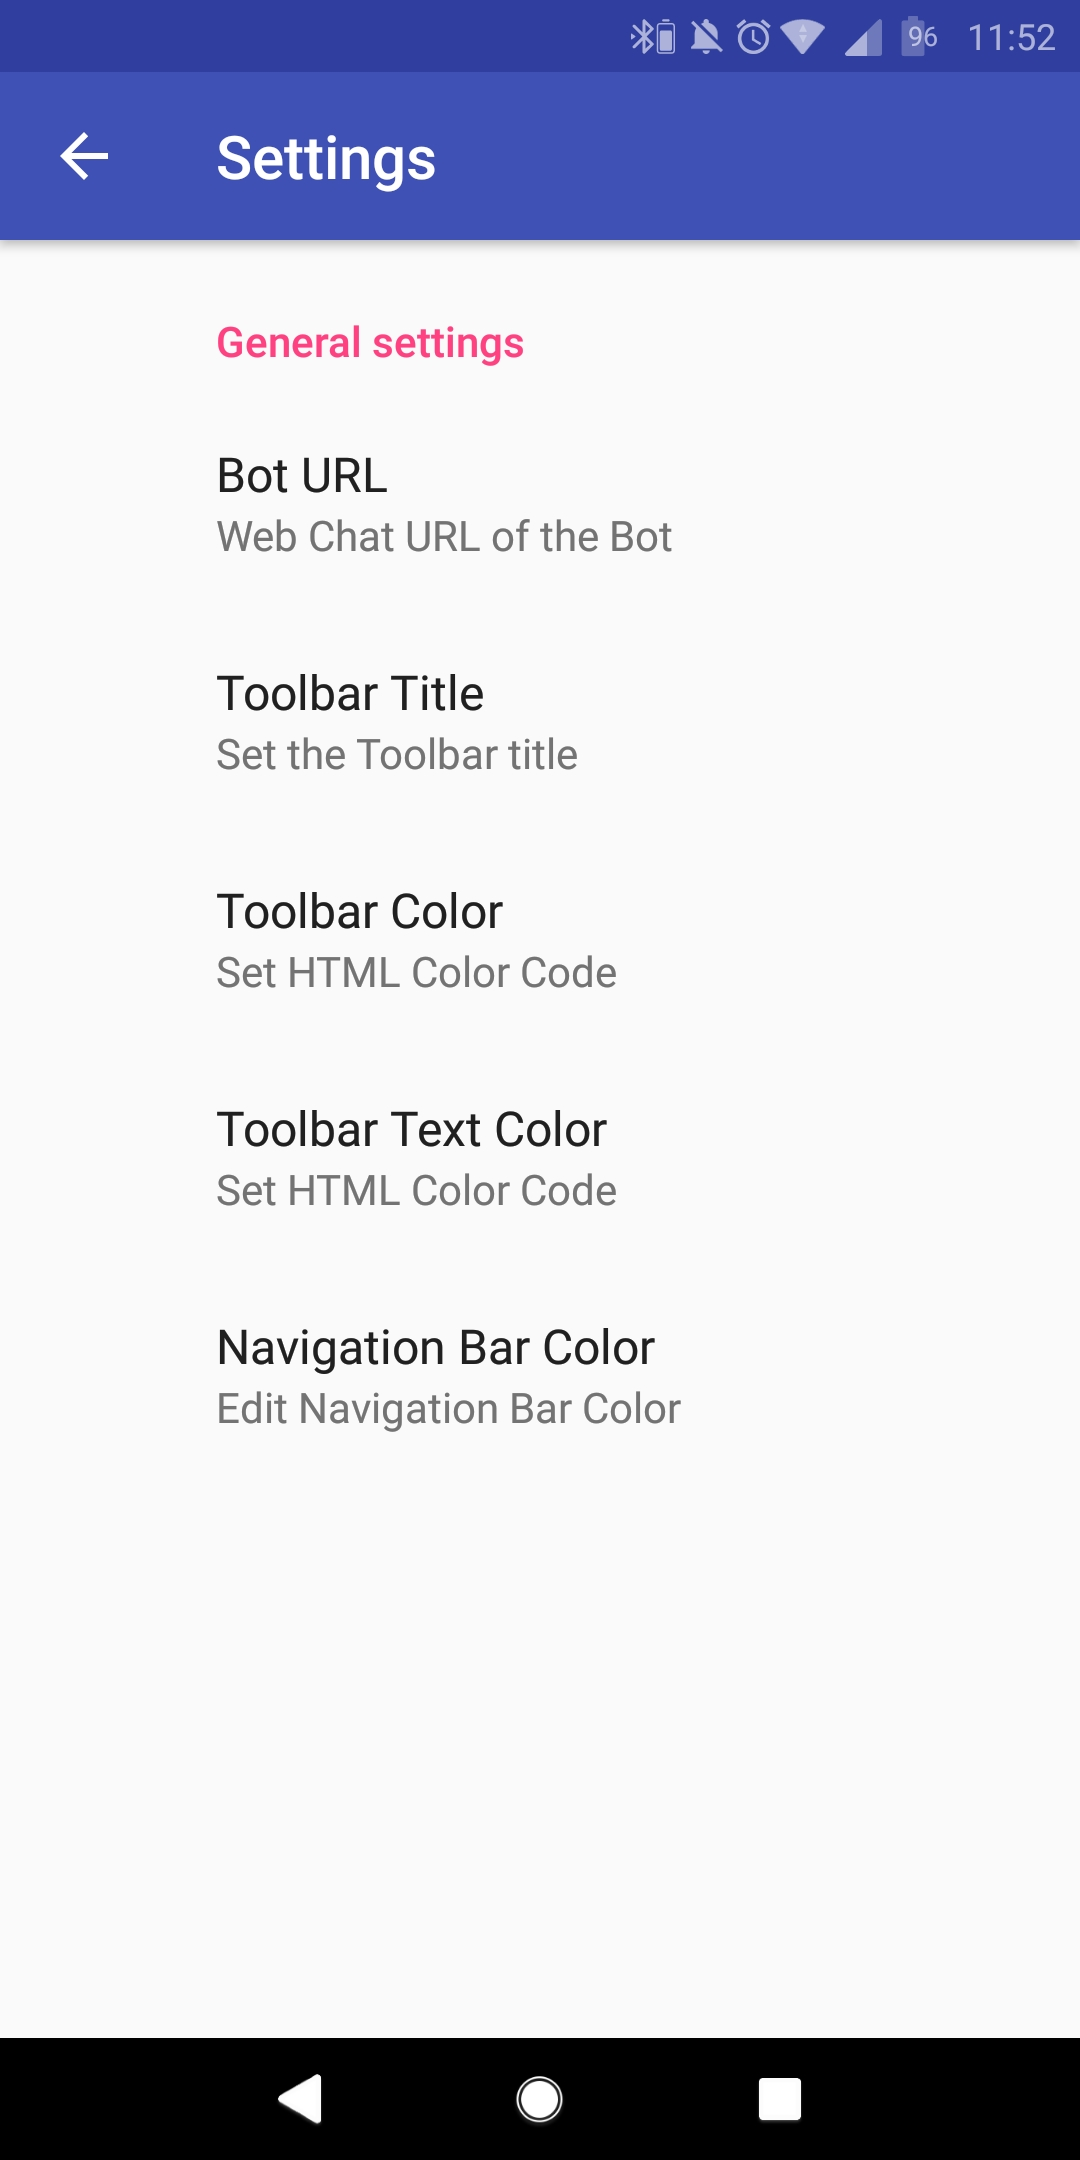 96 11:52
Settings
General settings
Bot URL
Web Chat URL of the Bot
Toolbar Title
Set the Toolbar title
Toolbar Color
Set HTML Color Code
Toolbar Text Color
Set HTML Color Code
Navigation Bar Color
Edit Navigation Bar Color